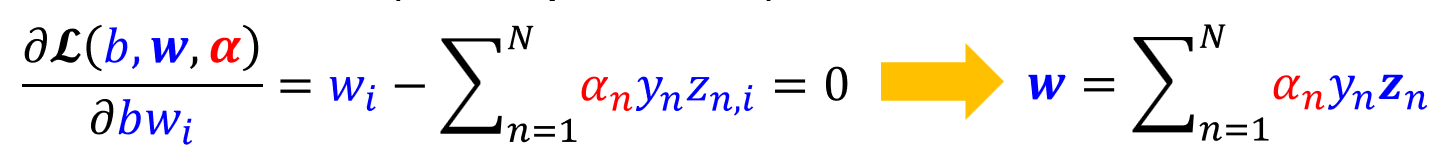 ∂ℒ(b, w, α) / ∂bw_i = w_i − ∑_{n=1}^{N} α_n y_n z_{n,i} = 0 ➡ w = ∑_{n=1}^{N} α_n y_n z_n